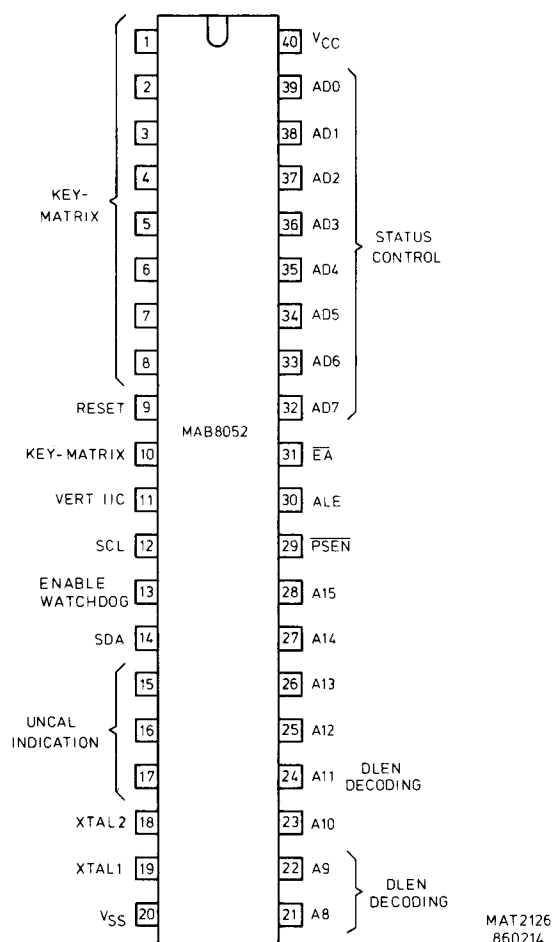 1 40 VCC
2 39 AD0
3 38 AD1
4 37 AD2
KEY-
MATRIX
5 36 AD3
STATUS
CONTROL
6 35 AD4
7 34 AD5
8 33 AD6
RESET 9 32 AD7
MAB8052
KEY-MATRIX 10 31 EA
VERT IIC 11 30 ALE
SCL 12 29 PSEN
ENABLE
WATCHDOG 13 28 A15
SDA 14 27 A14
15 26 A13
UNCAL
INDICATION
16 25 A12
17 24 A11 DLEN
DECODING
XTAL2 18 23 A10
XTAL1 19 22 A9
DLEN
DECODING
VSS 20 21 A8
MAT2126
860214